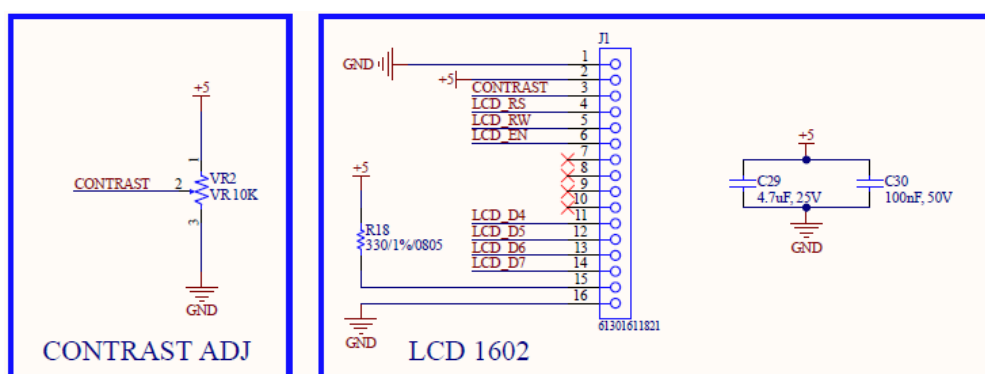 +5
1
CONTRAST
2
VR2
VR 10K
3
GND
CONTRAST ADJ
J1
GND
1
+5
2
CONTRAST
3
LCD_RS
4
LCD_RW
5
LCD_EN
6
7
8
9
10
LCD_D4
11
LCD_D5
12
LCD_D6
13
LCD_D7
14
15
16
+5
R18
330/1%/0805
GND
61301611821
LCD 1602
+5
C29
4.7uF, 25V
C30
100nF, 50V
GND